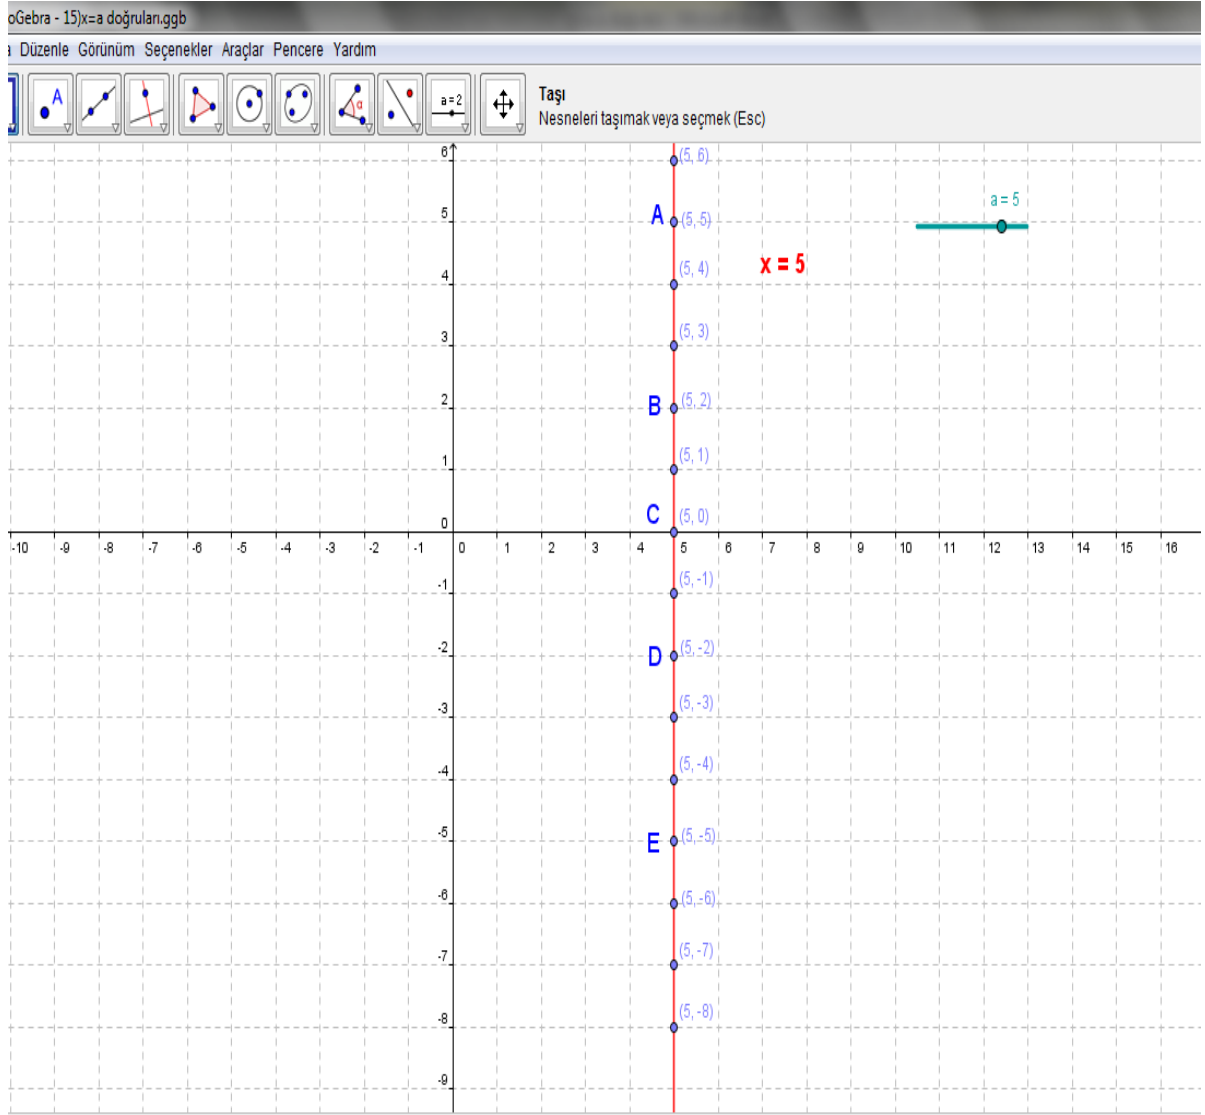 oGebra - 15)x=a doğruları.ggb
Düzenle Görünüm Seçenekler Araçlar Pencere Yardım
A
α
a = 2
Taşı
Nesneleri taşımak veya seçmek (Esc)
6
(5, 6)
a = 5
5
A
(5, 5)
x = 5
4
(5, 4)
3
(5, 3)
2
B
(5, 2)
1
(5, 1)
0
C
(5, 0)
-10 -9 -8 -7 -6 -5 -4 -3 -2 -1 0 1 2 3 4 5 6 7 8 9 10 11 12 13 14 15 16
-1
(5, -1)
-2
D
(5, -2)
-3
(5, -3)
-4
(5, -4)
-5
E
(5, -5)
-6
(5, -6)
-7
(5, -7)
-8
(5, -8)
-9